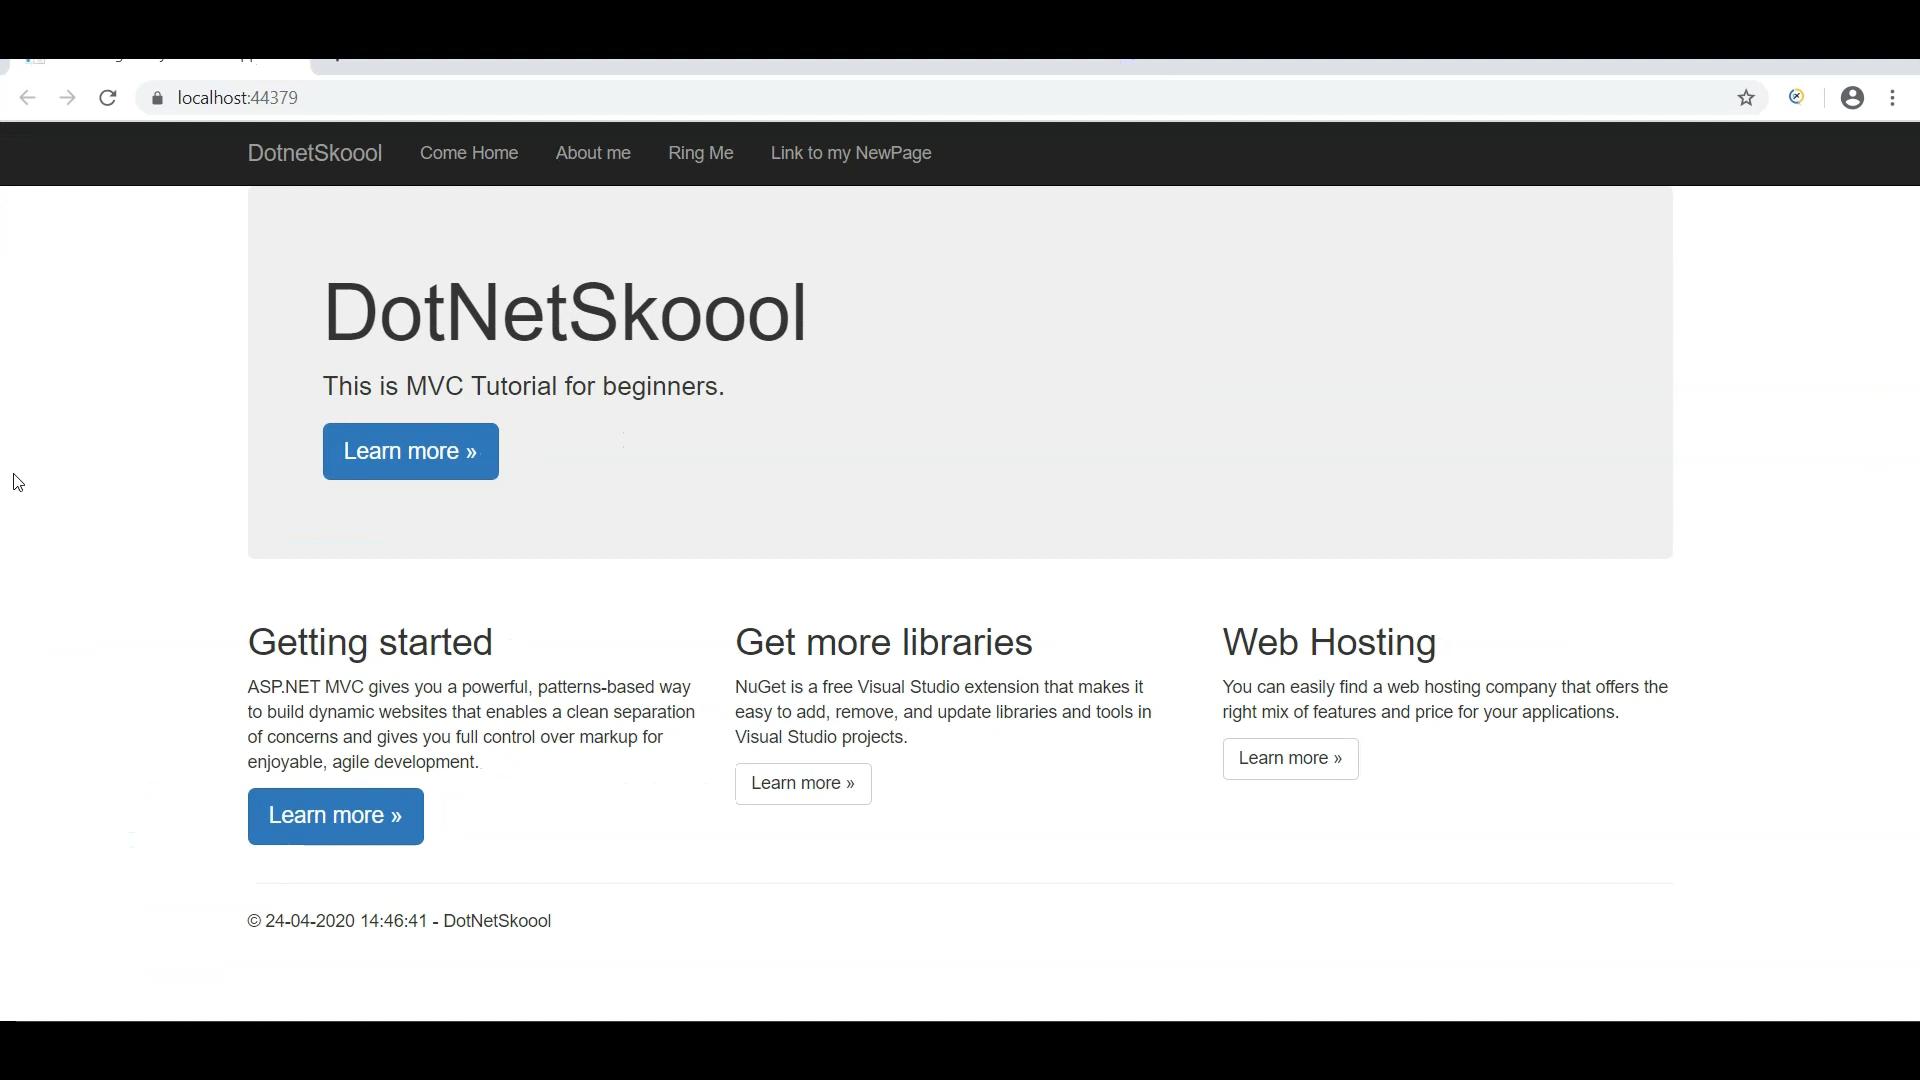 localhost:44379
DotnetSkoool Come Home About me Ring Me Link to my NewPage
DotNetSkoool
This is MVC Tutorial for beginners.
Learn more »
Getting started
ASP.NET MVC gives you a powerful, patterns-based way
to build dynamic websites that enables a clean separation
of concerns and gives you full control over markup for
enjoyable, agile development.
Learn more »
Get more libraries
NuGet is a free Visual Studio extension that makes it
easy to add, remove, and update libraries and tools in
Visual Studio projects.
Learn more »
Web Hosting
You can easily find a web hosting company that offers the
right mix of features and price for your applications.
Learn more »
© 24-04-2020 14:46:41 - DotNetSkoool